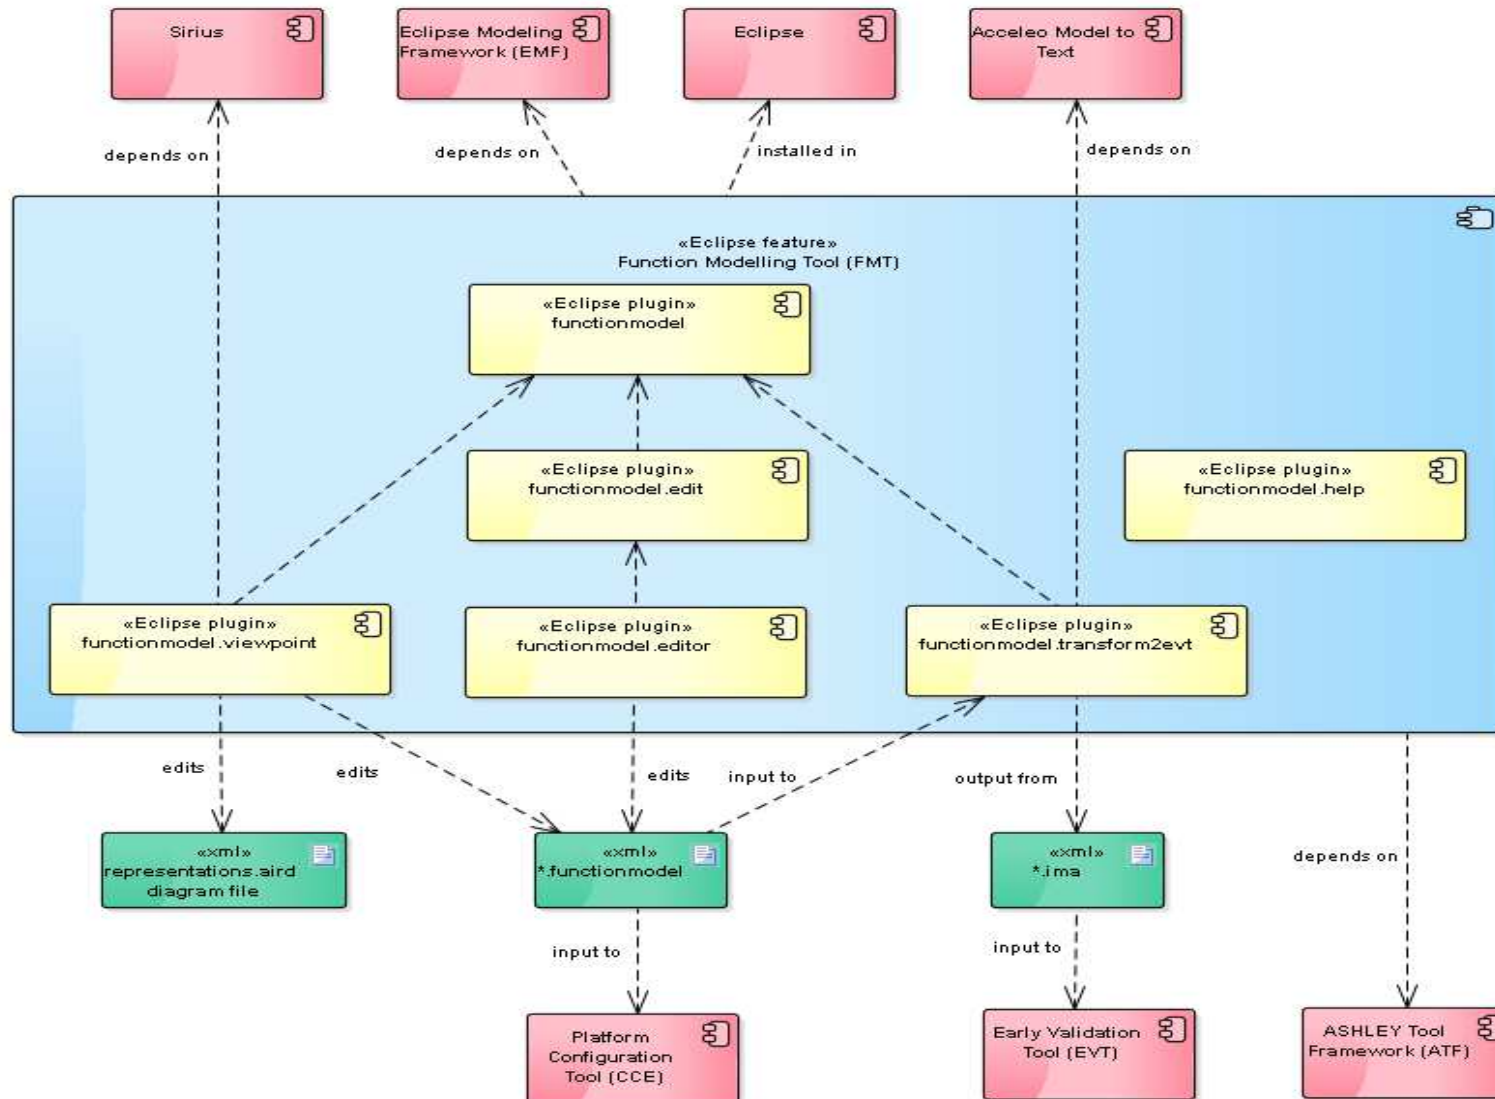 Sirius
Eclipse Modeling
Framework (EMF)
Eclipse
Acceleo Model to
Text
depends on
depends on
installed in
depends on
«Eclipse feature»
Function Modelling Tool (FMT)
«Eclipse plugin»
functionmodel
«Eclipse plugin»
functionmodel.edit
«Eclipse plugin»
functionmodel.help
«Eclipse plugin»
functionmodel.viewpoint
«Eclipse plugin»
functionmodel.editor
«Eclipse plugin»
functionmodel.transform2evt
edits
edits
edits
input to
output from
«xml»
representations.aird
diagram file
«xml»
*.functionmodel
«xml»
*.ima
depends on
input to
input to
Platform
Configuration
Tool (CCE)
Early Validation
Tool (EVT)
ASHLEY Tool
Framework (ATF)